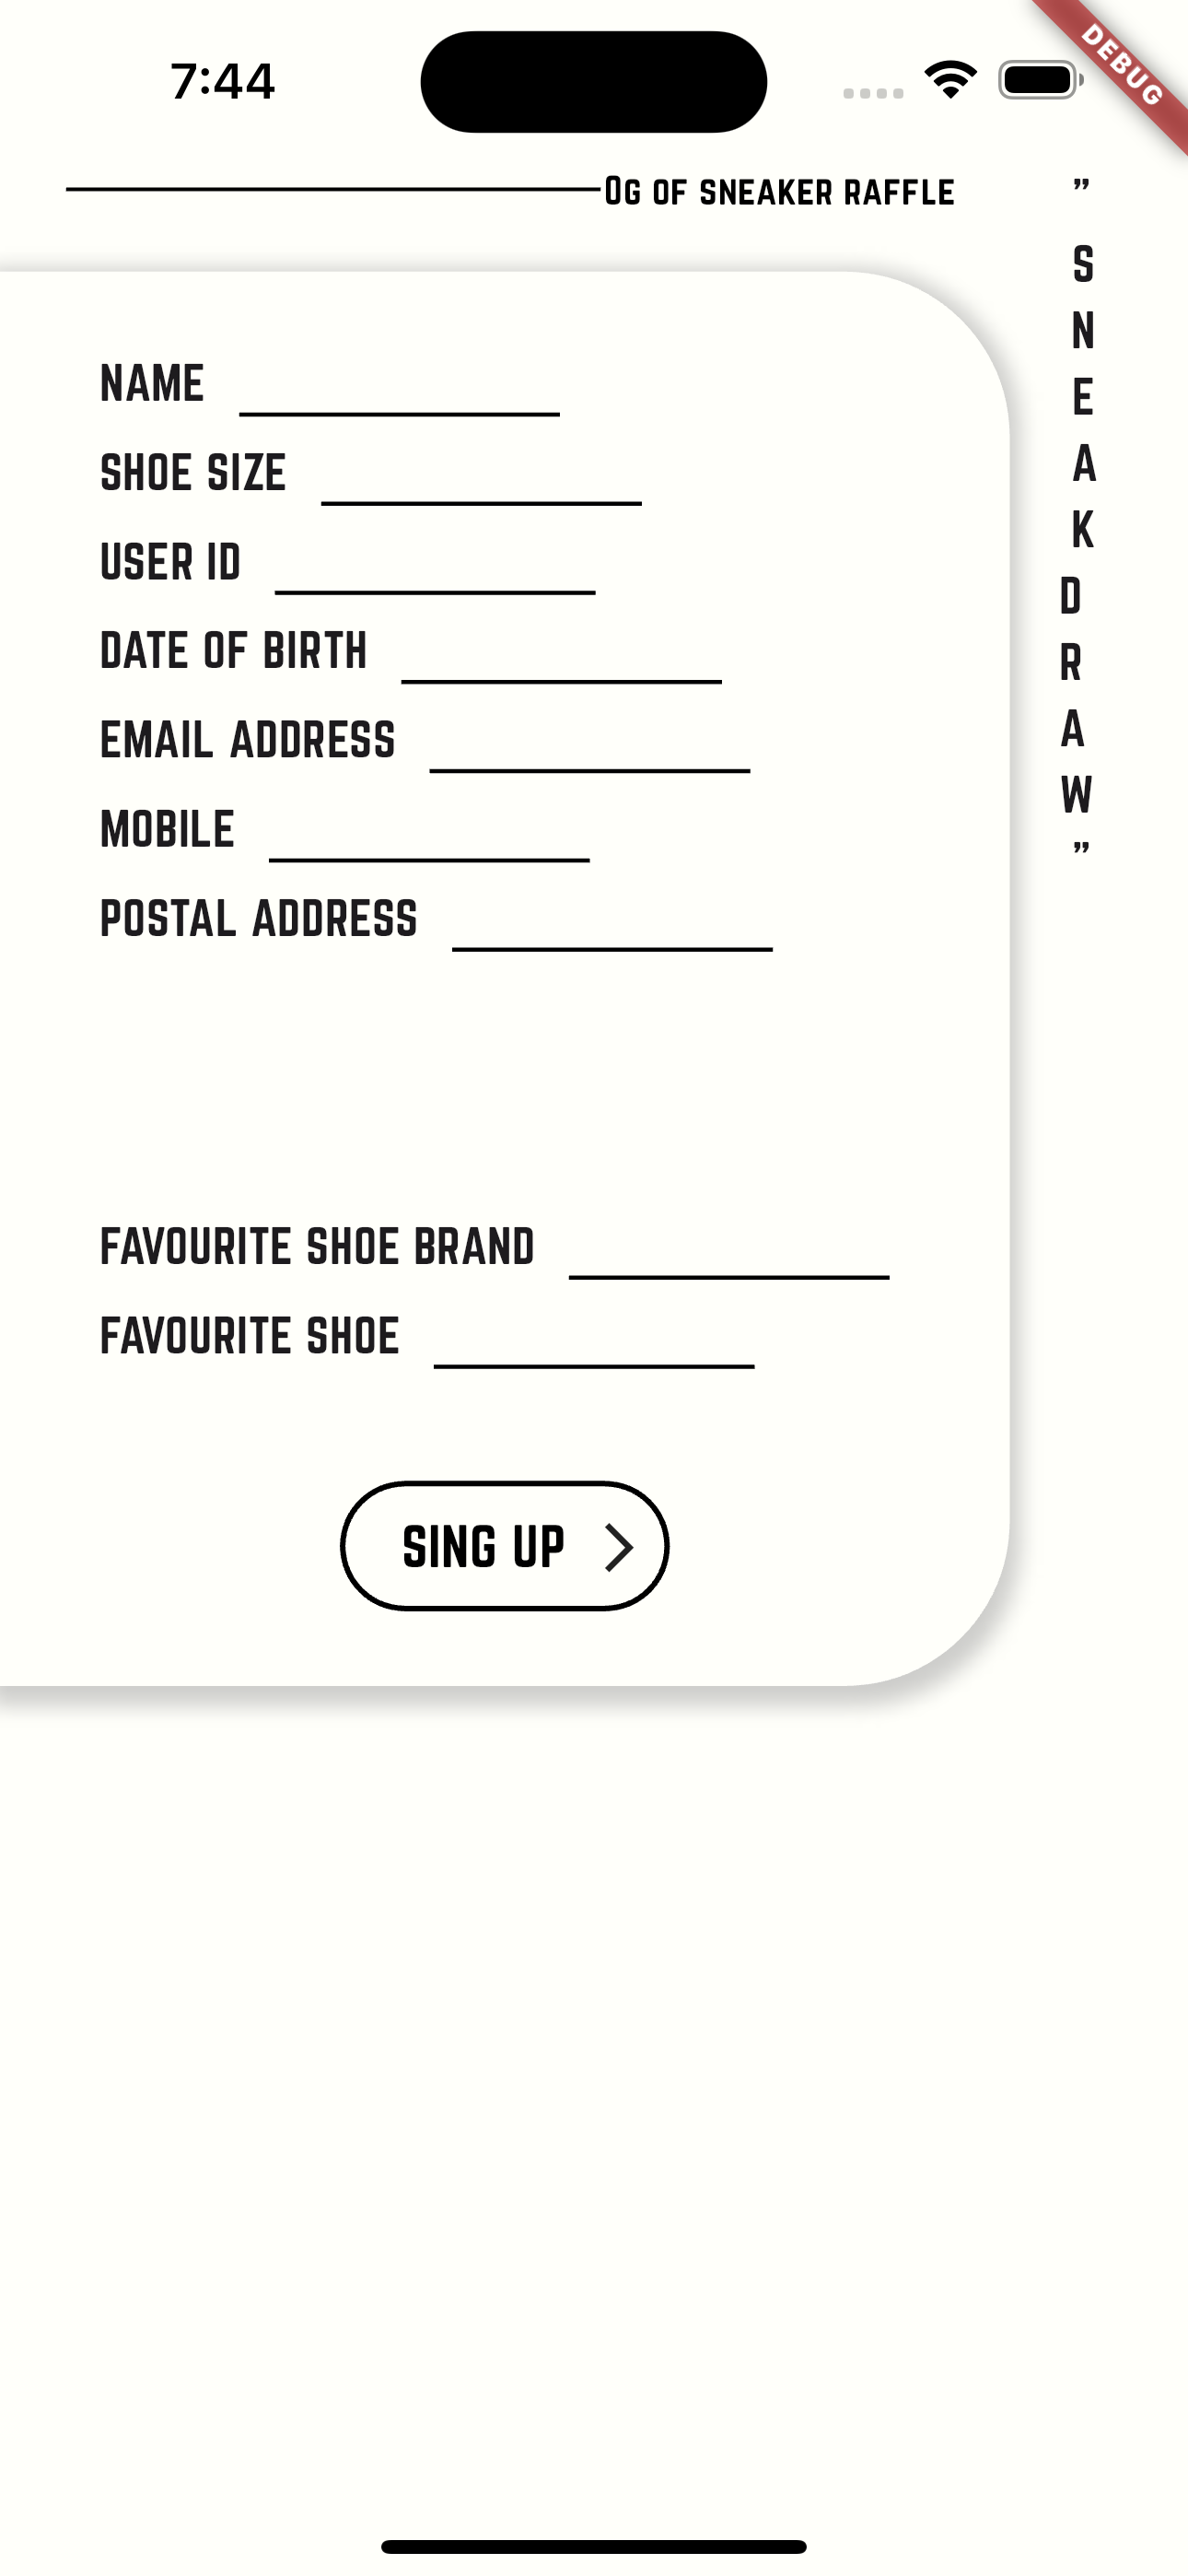 7:44
DEBUG
OG OF SNEAKER RAFFLE
”
S
N
E
A
K
D
R
A
W
”
NAME
SHOE SIZE
USER ID
DATE OF BIRTH
EMAIL ADDRESS
MOBILE
POSTAL ADDRESS
FAVOURITE SHOE BRAND
FAVOURITE SHOE
SING UP